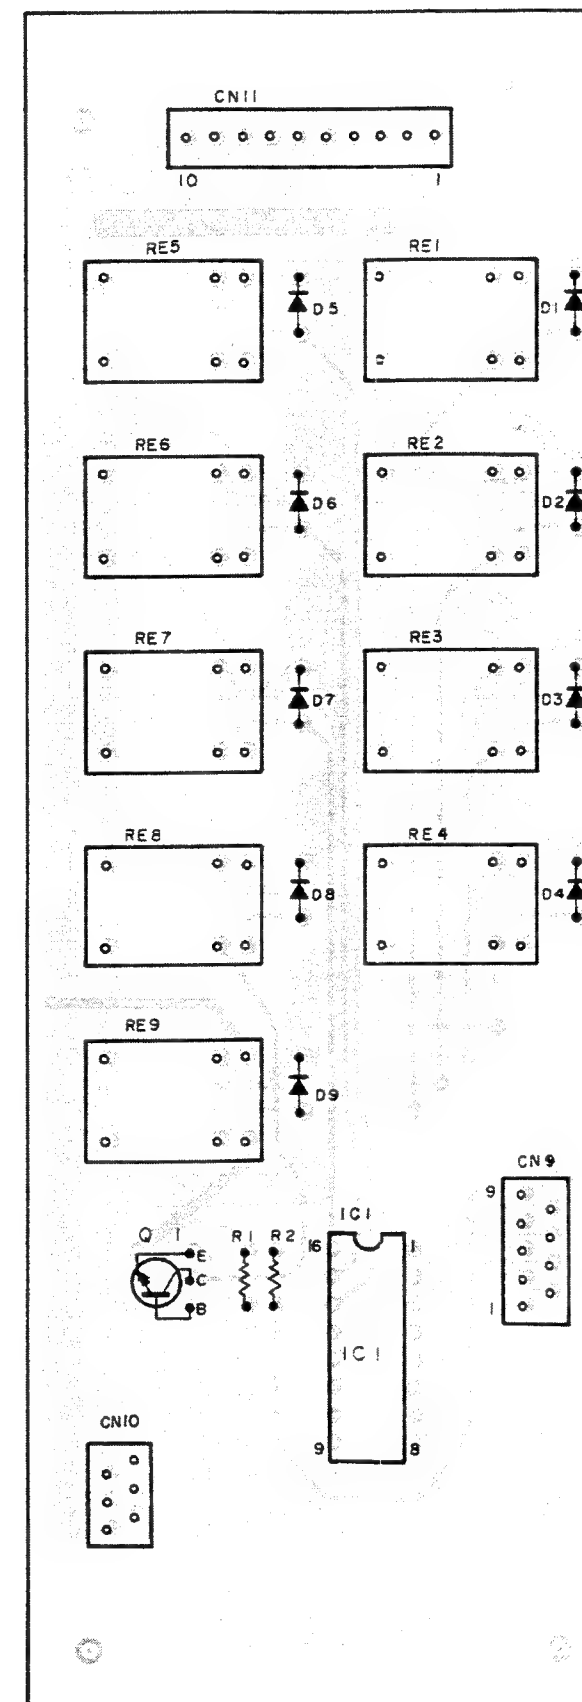 CN11
10 1
RE5 RE1
D5 D1
RE6 RE2
D6 D2
RE7 RE3
D7 D3
RE8 RE4
D8 D4
RE9
D9
CN9
9
Q 1 R1 R2 IC1
16 1
E
C
B
1
IC1
CN10
9 8